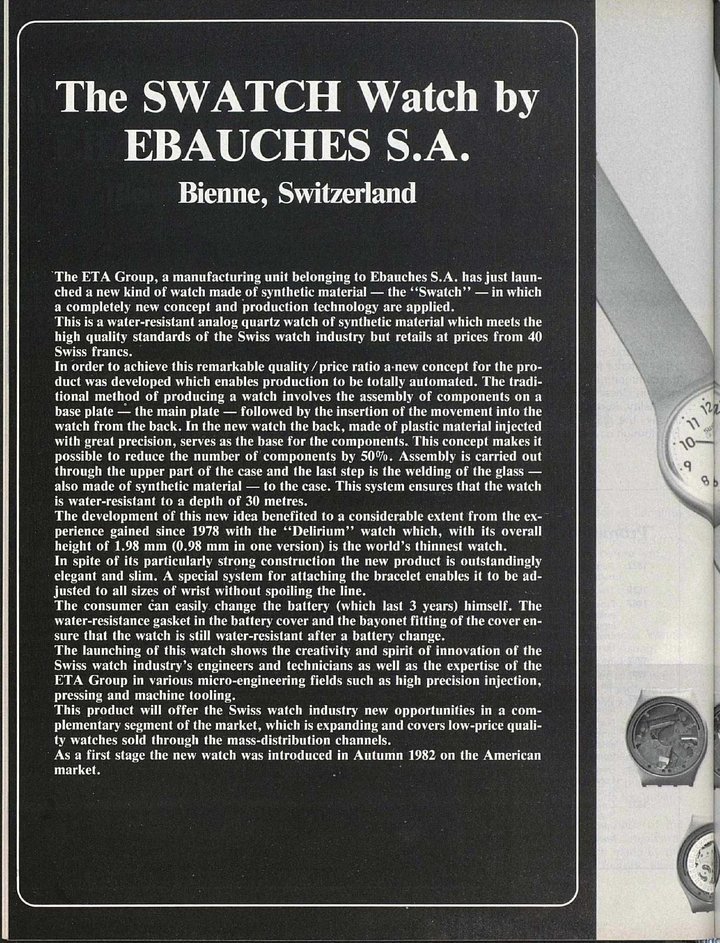 The SWATCH Watch by
EBAUCHES S.A.
Bienne, Switzerland
The ETA Group, a manufacturing unit belonging to Ebauches S.A. has just laun-
ched a new kind of watch made of synthetic material — the “Swatch” — in which
a completely new concept and production technology are applied.
This is a water-resistant analog quartz watch of synthetic material which meets the
high quality standards of the Swiss watch industry but retails at prices from 40
Swiss francs.
In order to achieve this remarkable quality/price ratio a new concept for the pro-
duct was developed which enables production to be totally automated. The tradi-
tional method of producing a watch involves the assembly of components on a
base plate — the main plate — followed by the insertion of the movement into the
watch from the back. In the new watch the back, made of plastic material injected
with great precision, serves as the base for the components. This concept makes it
possible to reduce the number of components by 50%. Assembly is carried out
through the upper part of the case and the last step is the welding of the glass —
also made of synthetic material — to the case. This system ensures that the watch
is water-resistant to a depth of 30 metres.
The development of this new idea benefited to a considerable extent from the ex-
perience gained since 1978 with the “Delirium” watch which, with its overall
height of 1.98 mm (0.98 mm in one version) is the world’s thinnest watch.
In spite of its particularly strong construction the new product is outstandingly
elegant and slim. A special system for attaching the bracelet enables it to be ad-
justed to all sizes of wrist without spoiling the line.
The consumer can easily change the battery (which last 3 years) himself. The
water-resistance gasket in the battery cover and the bayonet fitting of the cover en-
sure that the watch is still water-resistant after a battery change.
The launching of this watch shows the creativity and spirit of innovation of the
Swiss watch industry’s engineers and technicians as well as the expertise of the
ETA Group in various micro-engineering fields such as high precision injection,
pressing and machine tooling.
This product will offer the Swiss watch industry new opportunities in a com-
plementary segment of the market, which is expanding and covers low-price quali-
ty watches sold through the mass-distribution channels.
As a first stage the new watch was introduced in Autumn 1982 on the American
market.
12
11
10
9
8